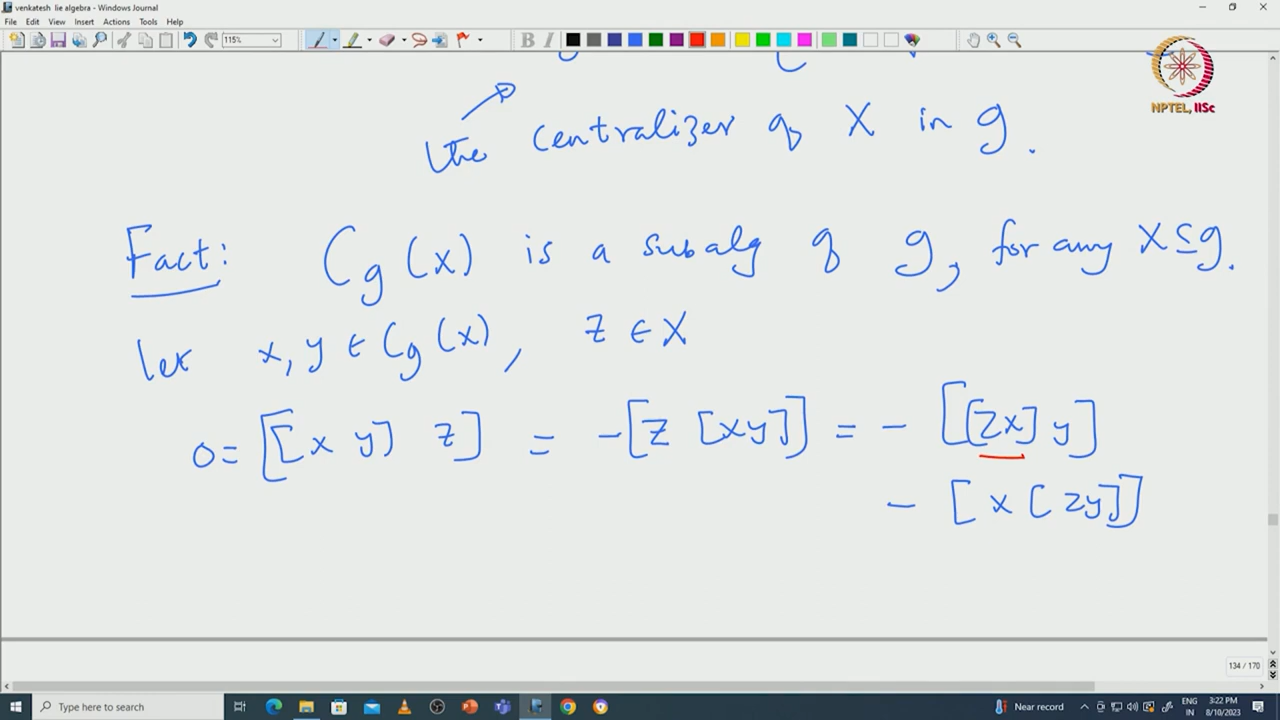 venkatesh lie algebra - Windows Journal
File Edit View Insert Actions Tools Help
115%
B I
NPTEL, IISc
the centralizer of X in g.
Fact: Cg(X) is a subalg of g, for any X ⊆ g.
let x, y ∈ Cg(X), z ∈ X
0 = [[x y] z] = -[z [xy]] = - [[zx] y]
- [x [zy]]
134 / 170
Type here to search
Near record
ENG
IN
3:22 PM
8/10/2023